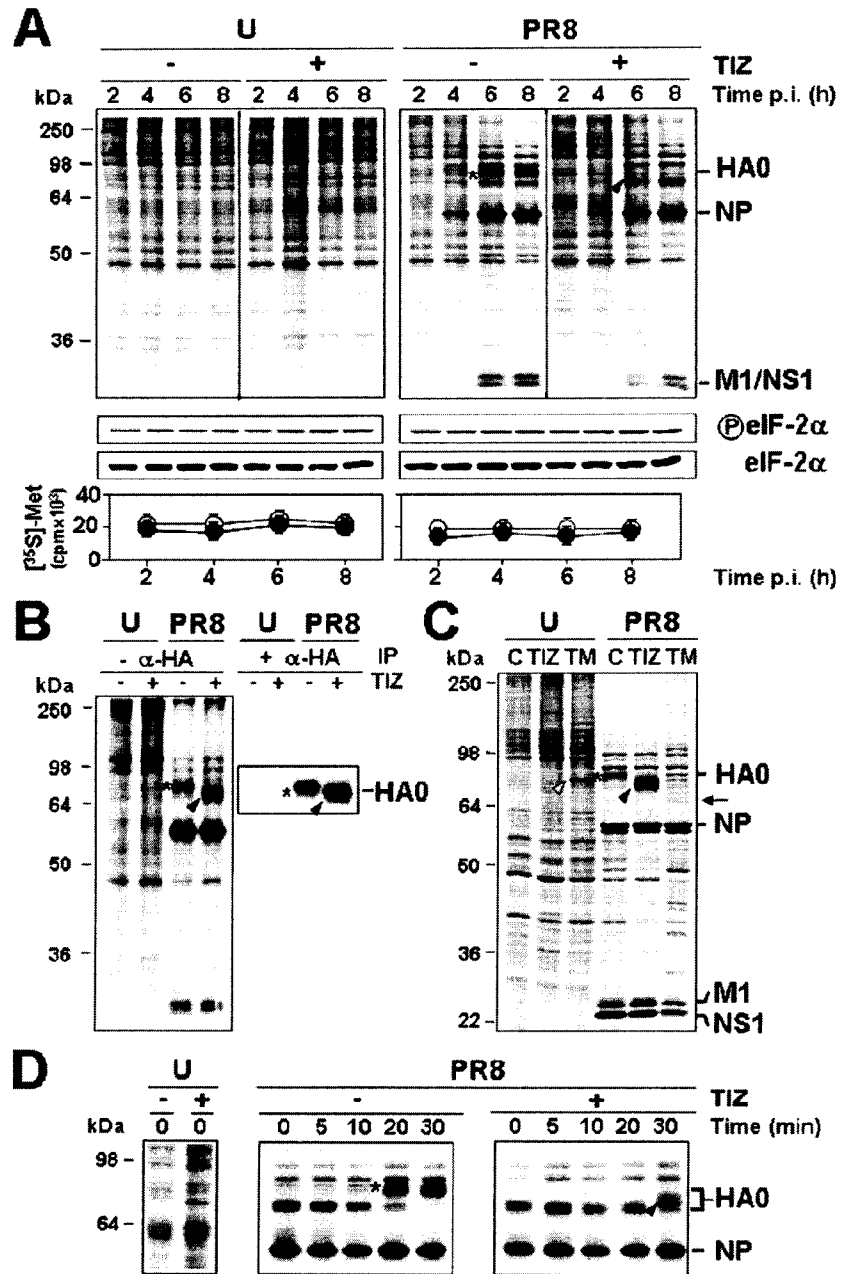 A
U PR8
- + - + TIZ
kDa 2 4 6 8 2 4 6 8 2 4 6 8 2 4 6 8 Time p.i. (h)
250
98
64
50
36
* HA0
NP
M1/NS1
Ⓟ eIF-2α
eIF-2α
[³⁵S]-Met
(cpm×10³)
40
20
0
2 4 6 8 2 4 6 8 Time p.i. (h)
B
U PR8 U PR8
- α-HA + α-HA IP
- + - + - + - + TIZ
kDa
250
98
64
50
36
* * HA0
C
U PR8
kDa C TIZ TM C TIZ TM
250
98
64
50
36
22
* HA0
NP
M1
NS1
D
U PR8
- + - + TIZ
kDa 0 0 0 5 10 20 30 0 5 10 20 30 Time (min)
98
64
* HA0
NP